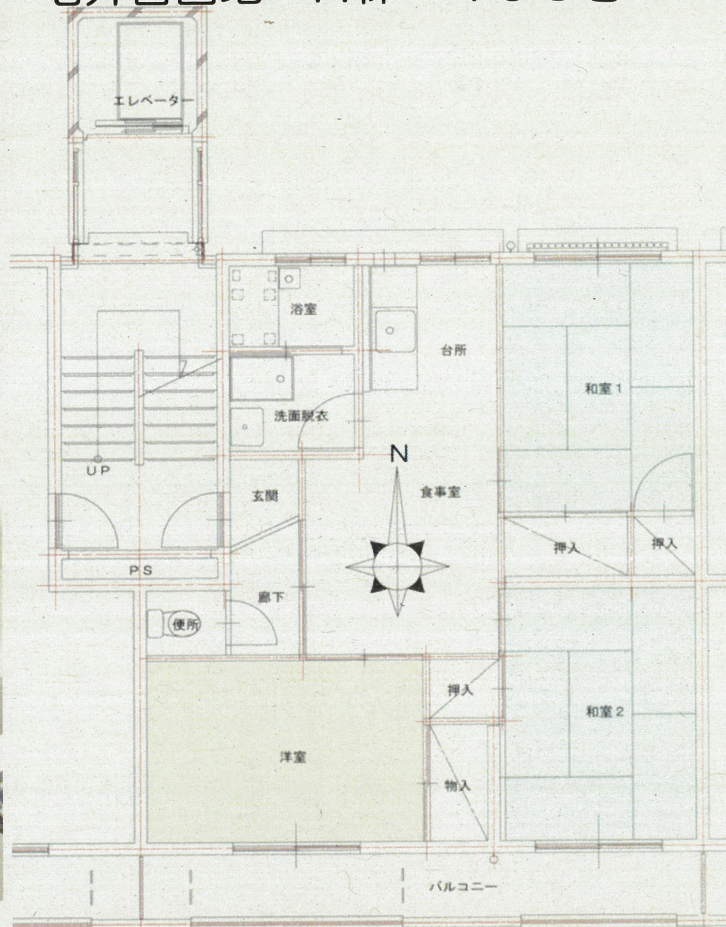 エレベーター
浴室
台所
和室1
洗面脱衣
UP
N
玄関
食事室
押入
押入
PS
廊下
便所
押入
和室2
洋室
物入
バルコニー